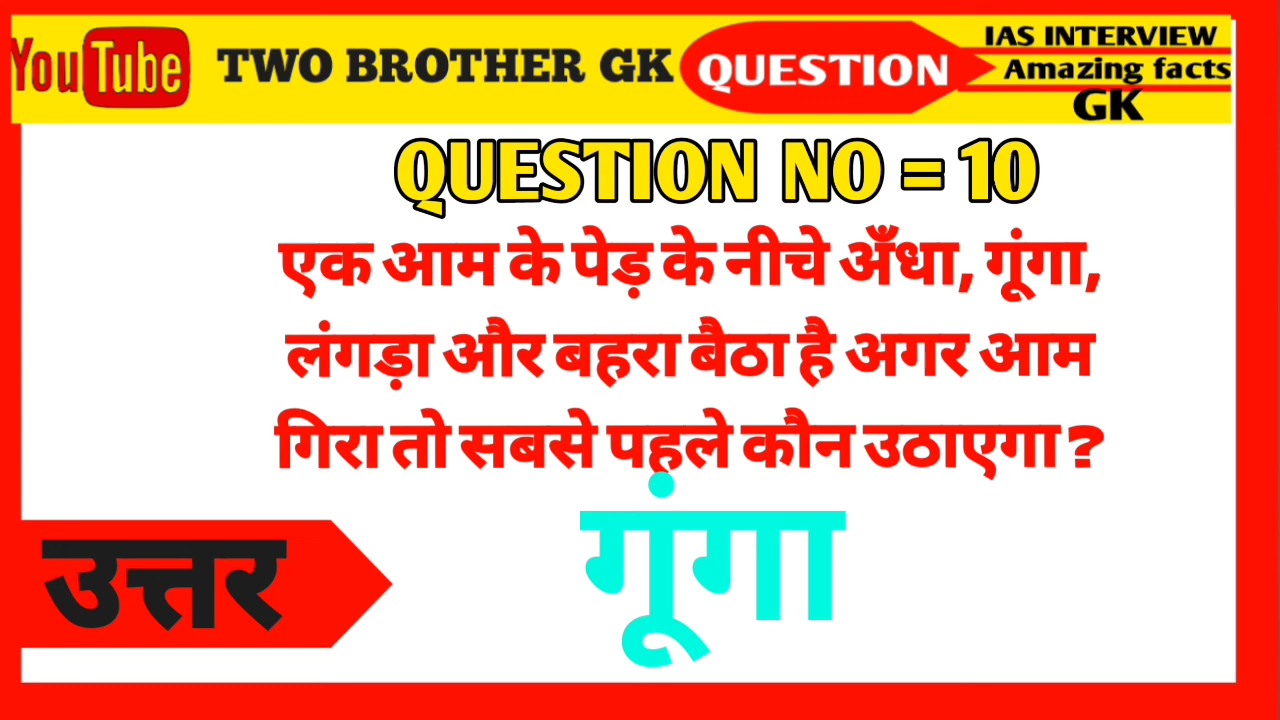 YouTube TWO BROTHER GK QUESTION IAS INTERVIEW
Amazing facts
GK
QUESTION NO = 10
एक आम के पेड़ के नीचे अँधा, गूंगा,
लंगड़ा और बहरा बैठा है अगर आम
गिरा तो सबसे पहले कौन उठाएगा?
उत्तर
गूंगा